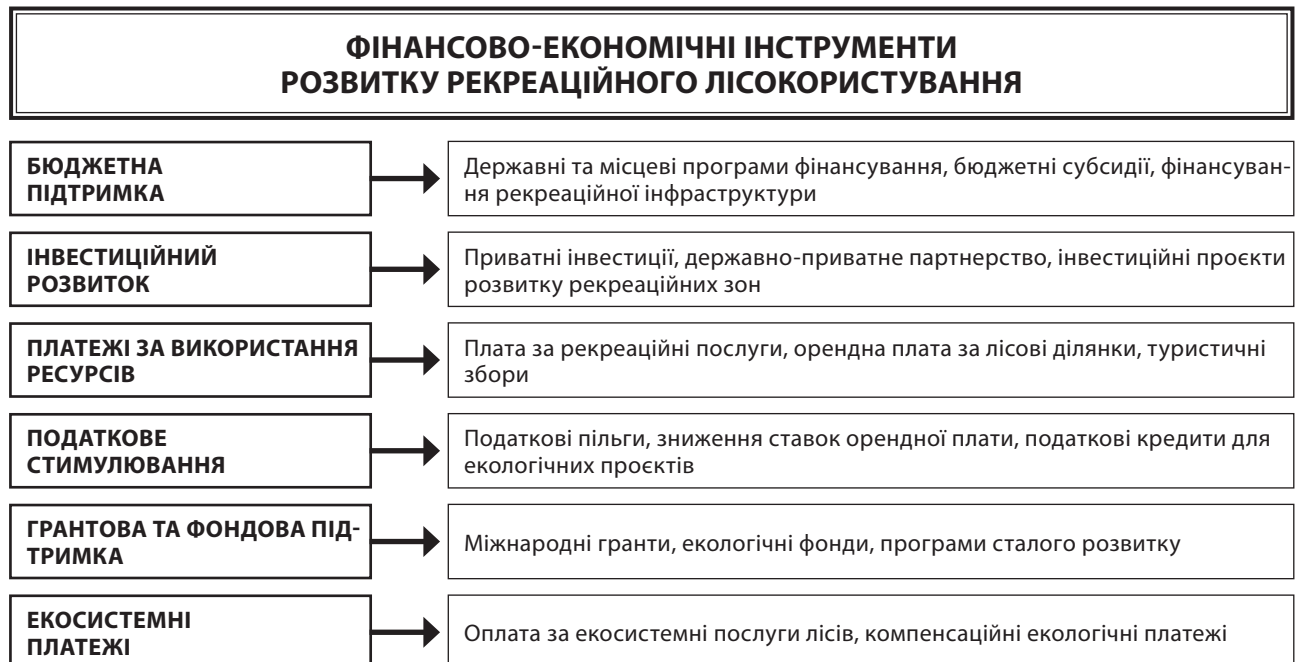 ФІНАНСОВО-ЕКОНОМІЧНІ ІНСТРУМЕНТИ
РОЗВИТКУ РЕКРЕАЦІЙНОГО ЛІСОКОРИСТУВАННЯ
БЮДЖЕТНА
ПІДТРИМКА
Державні та місцеві програми фінансування, бюджетні субсидії, фінансуван-
ня рекреаційної інфраструктури
ІНВЕСТИЦІЙНИЙ
РОЗВИТОК
Приватні інвестиції, державно-приватне партнерство, інвестиційні проєкти
розвитку рекреаційних зон
ПЛАТЕЖІ ЗА ВИКОРИСТАННЯ
РЕСУРСІВ
Плата за рекреаційні послуги, орендна плата за лісові ділянки, туристичні
збори
ПОДАТКОВЕ
СТИМУЛЮВАННЯ
Податкові пільги, зниження ставок орендної плати, податкові кредити для
екологічних проєктів
ГРАНТОВА ТА ФОНДОВА ПІД-
ТРИМКА
Міжнародні гранти, екологічні фонди, програми сталого розвитку
ЕКОСИСТЕМНІ
ПЛАТЕЖІ
Оплата за екосистемні послуги лісів, компенсаційні екологічні платежі